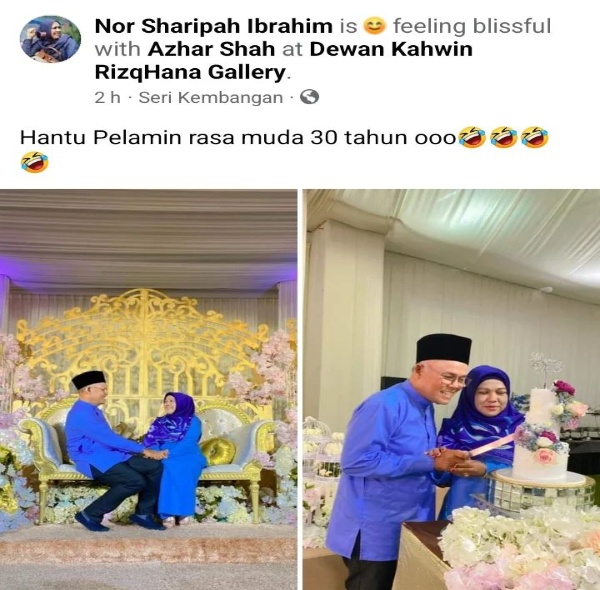 Nor Sharipah Ibrahim is 😊 feeling blissful
with Azhar Shah at Dewan Kahwin
RizqHana Gallery.
2 h · Seri Kembangan ·
Hantu Pelamin rasa muda 30 tahun ooo🤣🤣🤣
🤣